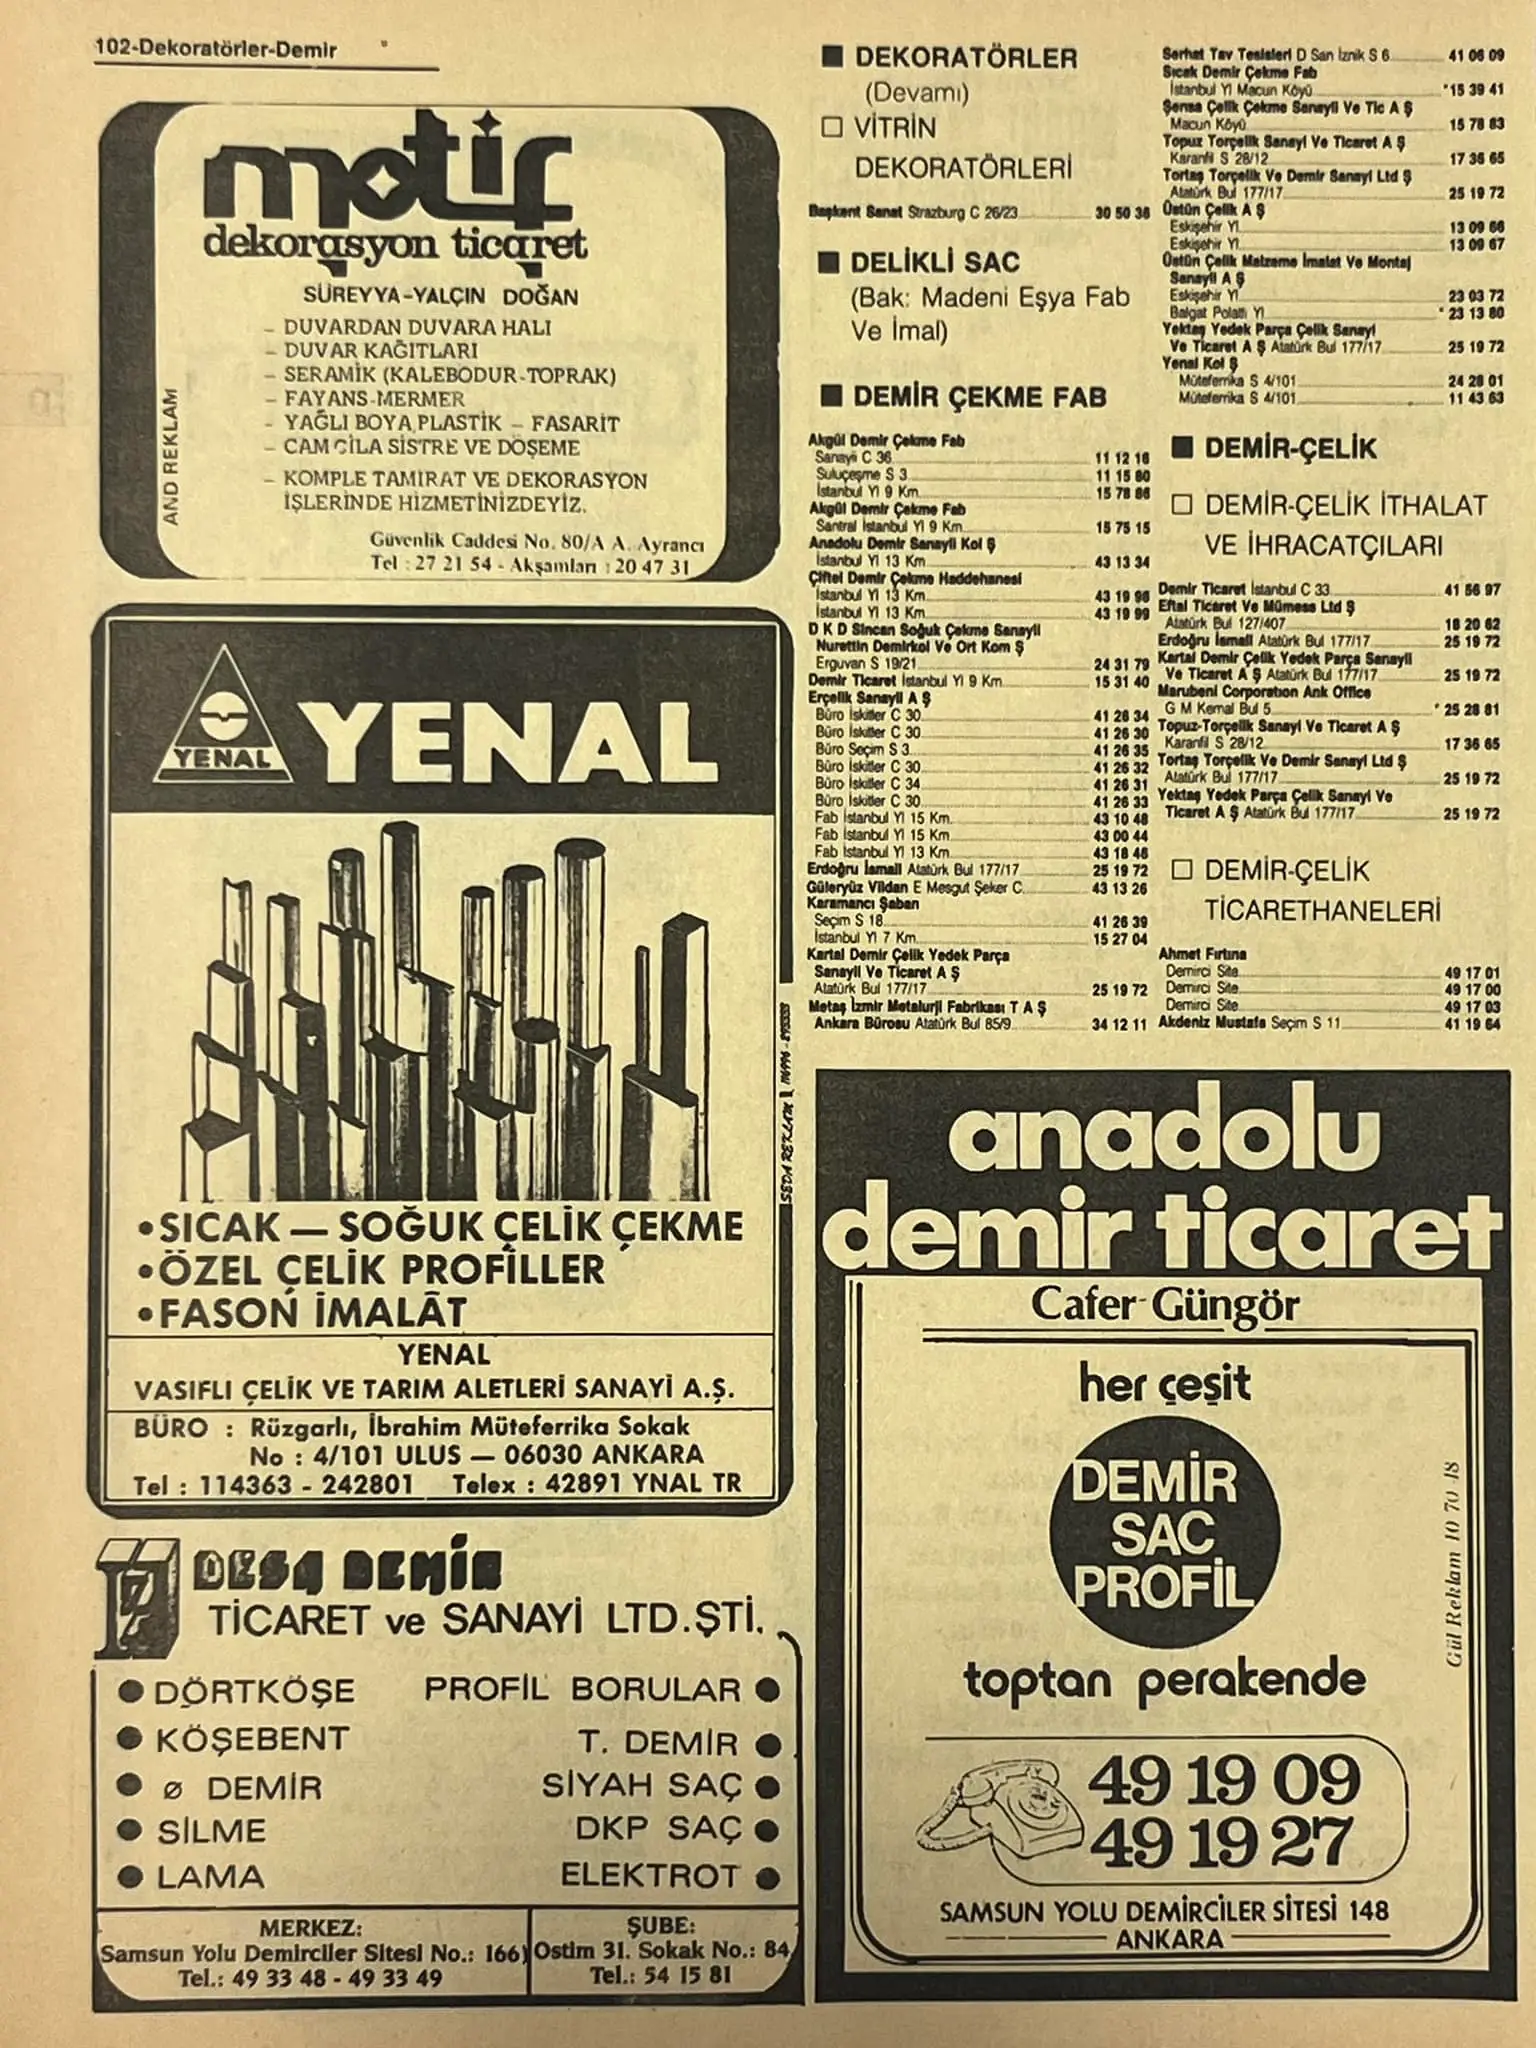 102-Dekoratörler-Demir
motif
dekorasyon ticaret
SÜREYYA-YALÇIN DOĞAN
- DUVARDAN DUVARA HALI
- DUVAR KAĞITLARI
- SERAMİK (KALEBODUR-TOPRAK)
- FAYANS-MERMER
- YAĞLI BOYA PLASTİK - FASARİT
- CAM CİLA SİSTRE VE DÖŞEME
- KOMPLE TAMİRAT VE DEKORASYON
İŞLERİNDE HİZMETİNİZDEYİZ.
AND REKLAM
Güvenlik Caddesi No. 80/A A. Ayrancı
Tel : 27 21 54 - Akşamları : 20 47 31
YENAL
YENAL
•SICAK — SOĞUK ÇELİK ÇEKME
•ÖZEL ÇELİK PROFİLLER
•FASON İMALÂT
YENAL
VASIFLI ÇELİK VE TARIM ALETLERİ SANAYİ A.Ş.
BÜRO : Rüzgarlı, İbrahim Müteferrika Sokak
No : 4/101 ULUS — 06030 ANKARA
Tel : 114363 - 242801 Telex : 42891 YNAL TR
SEDA REKLAM
DESA DEMİR
TİCARET ve SANAYİ LTD.ŞTİ.
● DÖRTKÖŞE PROFİL BORULAR ●
● KÖŞEBENT T. DEMİR ●
● ø DEMİR SİYAH SAÇ ●
● SİLME DKP SAÇ ●
● LAMA ELEKTROT ●
MERKEZ:
Samsun Yolu Demirciler Sitesi No.: 166
Tel.: 49 33 48 - 49 33 49
ŞUBE:
Ostim 31. Sokak No.: 84
Tel.: 54 15 81
■ DEKORATÖRLER
(Devamı)
□ VİTRİN
DEKORATÖRLERİ
Başkent Sanat Strazburg C 26/23 30 50 36
■ DELİKLİ SAC
(Bak: Madeni Eşya Fab
Ve İmal)
■ DEMİR ÇEKME FAB
Akgül Demir Çekme Fab
Sanayii C 36 11 12 16
Suluçeşme S 3 11 15 80
İstanbul Yl 9 Km 15 78 86
Akgül Demir Çekme Fab
Santral İstanbul Yl 9 Km 15 75 15
Anadolu Demir Sanayii Kol Ş
İstanbul Yl 13 Km 43 13 34
Çiftel Demir Çekme Haddehanesi
İstanbul Yl 13 Km 43 19 98
İstanbul Yl 13 Km 43 19 99
D K D Sincan Soğuk Çekme Sanayii
Nurettin Demirkol Ve Ort Kom Ş
Erguvan S 19/21 24 31 79
Demir Ticaret İstanbul Yl 9 Km 15 31 40
Erçelik Sanayii A Ş
Büro İskitler C 30 41 26 34
Büro İskitler C 30 41 26 30
Büro Seçim S 3 41 26 35
Büro İskitler C 30 41 26 32
Büro İskitler C 34 41 26 31
Büro İskitler C 30 41 26 33
Fab İstanbul Yl 15 Km 43 10 48
Fab İstanbul Yl 15 Km 43 00 44
Fab İstanbul Yl 13 Km 43 18 46
Erdoğru İsmail Atatürk Bul 177/17 25 19 72
Güleryüz Vildan E Mesgut Şeker C 43 13 26
Karamancı Şaban
Seçim S 18 41 26 39
İstanbul Yl 7 Km 15 27 04
Kartal Demir Çelik Yedek Parça
Sanayii Ve Ticaret A Ş
Atatürk Bul 177/17 25 19 72
Metaş İzmir Metalurji Fabrikası T A Ş
Ankara Bürosu Atatürk Bul 85/9 34 12 11
Serhat Tav Tesisleri D San İznik S 6 41 06 09
Sıcak Demir Çekme Fab
İstanbul Yl Macun Köyü *15 39 41
Şensa Çelik Çekme Sanayii Ve Tic A Ş
Macun Köyü 15 78 83
Topuz Torçelik Sanayi Ve Ticaret A Ş
Karanfil S 28/12 17 36 65
Tortaş Torçelik Ve Demir Sanayi Ltd Ş
Atatürk Bul 177/17 25 19 72
Üstün Çelik A Ş
Eskişehir Yl 13 09 66
Eskişehir Yl 13 09 67
Üstün Çelik Malzeme İmalat Ve Montaj
Sanayii A Ş
Eskişehir Yl 23 03 72
Balgat Polatlı Yl * 23 13 80
Yektaş Yedek Parça Çelik Sanayi
Ve Ticaret A Ş Atatürk Bul 177/17 25 19 72
Yenal Kol Ş
Müteferrika S 4/101 24 28 01
Müteferrika S 4/101 11 43 63
■ DEMİR-ÇELİK
□ DEMİR-ÇELİK İTHALAT
VE İHRACATÇILARI
Demir Ticaret İstanbul C 33 41 56 97
Eftal Ticaret Ve Mümess Ltd Ş
Atatürk Bul 127/407 18 20 62
Erdoğru İsmail Atatürk Bul 177/17 25 19 72
Kartal Demir Çelik Yedek Parça Sanayii
Ve Ticaret A Ş Atatürk Bul 177/17 25 19 72
Marubeni Corporation Ank Office
G M Kemal Bul 5 * 25 28 81
Topuz-Torçelik Sanayi Ve Ticaret A Ş
Karanfil S 28/12 17 36 65
Tortaş Torçelik Ve Demir Sanayi Ltd Ş
Atatürk Bul 177/17 25 19 72
Yektaş Yedek Parça Çelik Sanayi Ve
Ticaret A Ş Atatürk Bul 177/17 25 19 72
□ DEMİR-ÇELİK
TİCARETHANELERİ
Ahmet Fırtına
Demirci Site 49 17 01
Demirci Site 49 17 00
Demirci Site 49 17 03
Akdeniz Mustafa Seçim S 11 41 19 64
anadolu
demir ticaret
Cafer-Güngör
her çeşit
DEMİR
SAC
PROFİL
toptan perakende
49 19 09
49 19 27
SAMSUN YOLU DEMİRCİLER SİTESİ 148
ANKARA
Gül Reklam 10 70 18